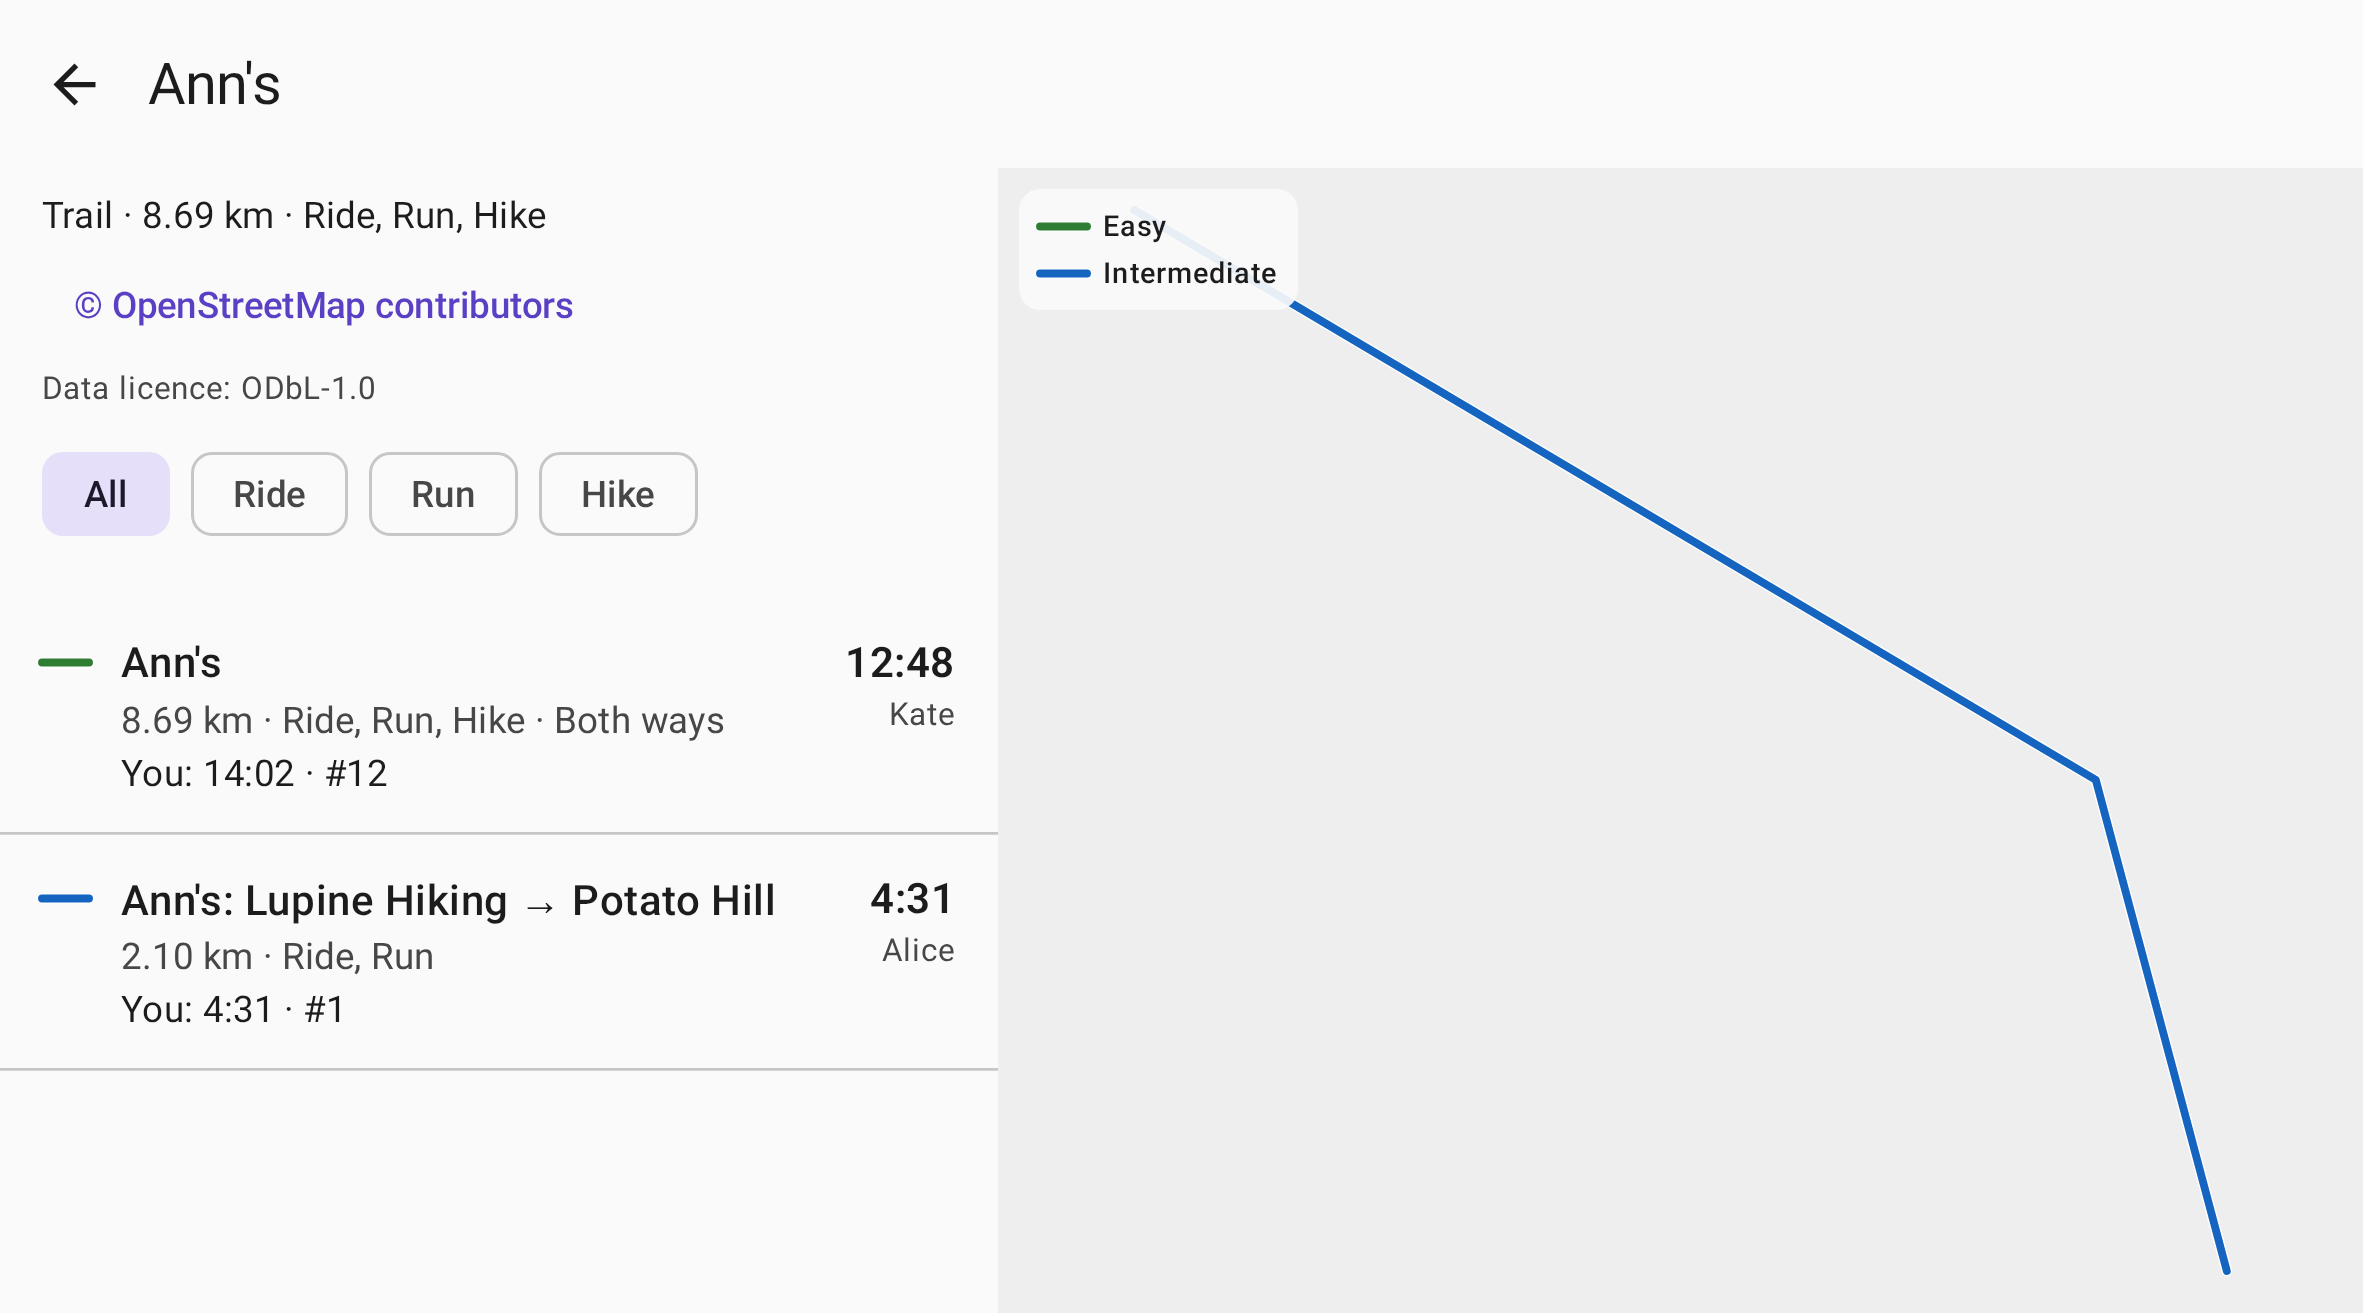 Ann's
Trail · 8.69 km · Ride, Run, Hike
© OpenStreetMap contributors
Data licence: ODbL-1.0
All
Ride
Run
Hike
Ann's
12:48
8.69 km · Ride, Run, Hike · Both ways
Kate
You: 14:02 · #12
Ann's: Lupine Hiking → Potato Hill
4:31
2.10 km · Ride, Run
Alice
You: 4:31 · #1
Easy
Intermediate